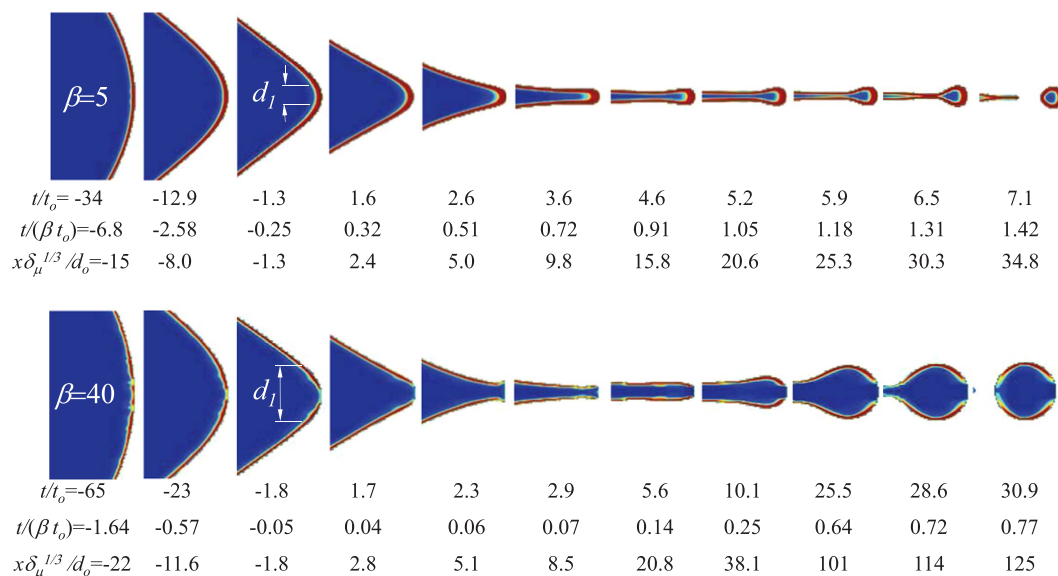 β=5 d₁
t/tₒ= -34 -12.9 -1.3 1.6 2.6 3.6 4.6 5.2 5.9 6.5 7.1
t/(β tₒ)=-6.8 -2.58 -0.25 0.32 0.51 0.72 0.91 1.05 1.18 1.31 1.42
xδ_μ^1/3 /dₒ=-15 -8.0 -1.3 2.4 5.0 9.8 15.8 20.6 25.3 30.3 34.8
β=40 d₁
t/tₒ=-65 -23 -1.8 1.7 2.3 2.9 5.6 10.1 25.5 28.6 30.9
t/(β tₒ)=-1.64 -0.57 -0.05 0.04 0.06 0.07 0.14 0.25 0.64 0.72 0.77
xδ_μ^1/3 /dₒ=-22 -11.6 -1.8 2.8 5.1 8.5 20.8 38.1 101 114 125